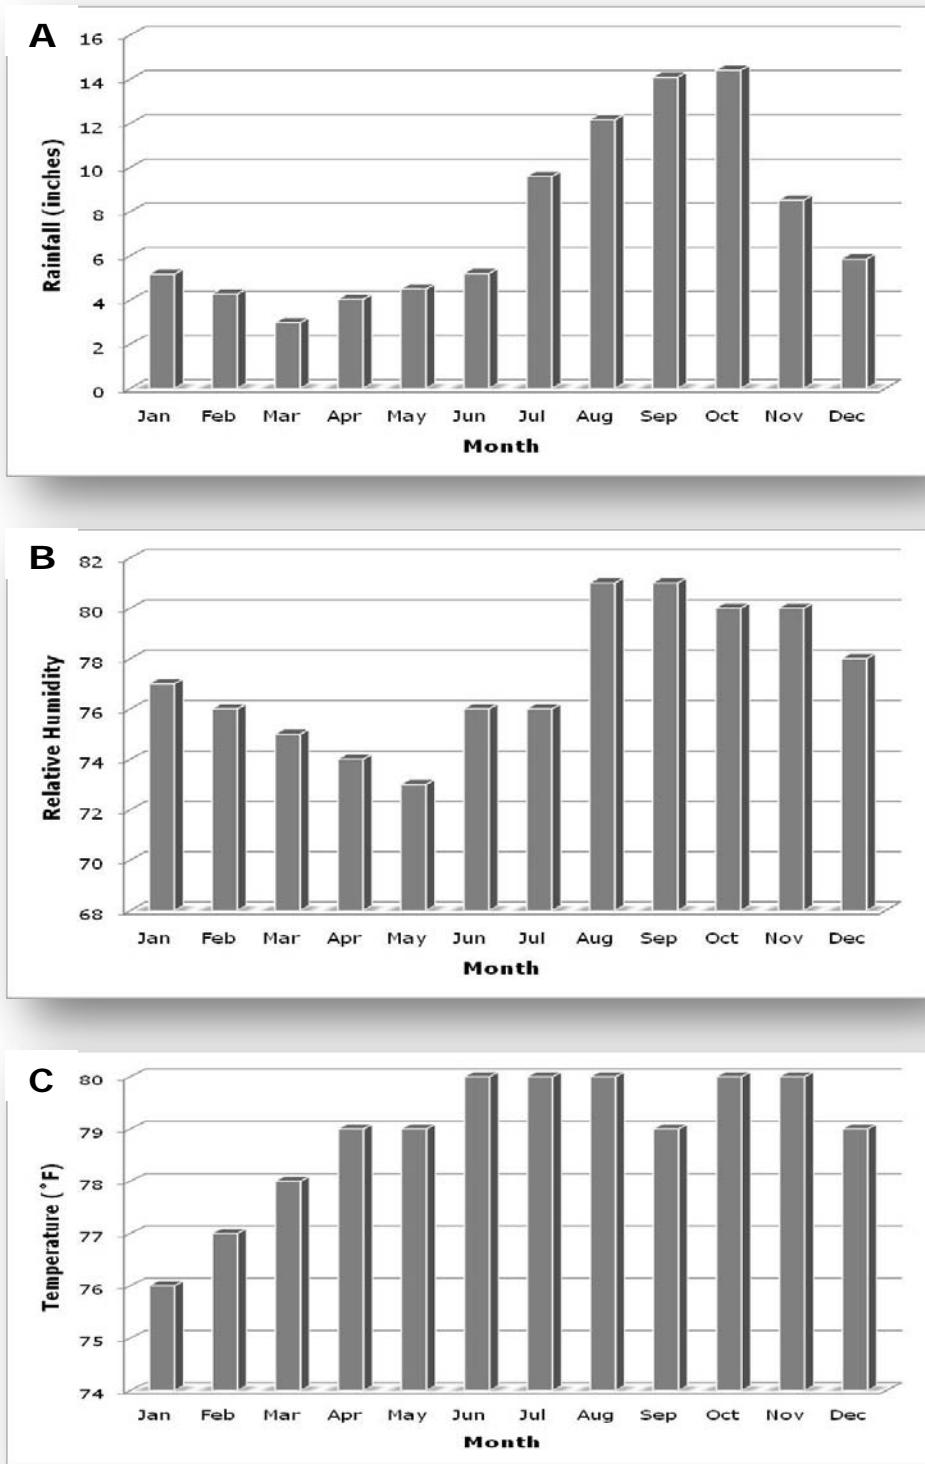 A
Rainfall (inches)
16
14
12
10
8
6
4
2
0
Jan Feb Mar Apr May Jun Jul Aug Sep Oct Nov Dec
Month
B
Relative Humidity
82
80
78
76
74
72
70
68
Jan Feb Mar Apr May Jun Jul Aug Sep Oct Nov Dec
Month
C
Temperature (°F)
80
79
78
77
76
75
74
Jan Feb Mar Apr May Jun Jul Aug Sep Oct Nov Dec
Month